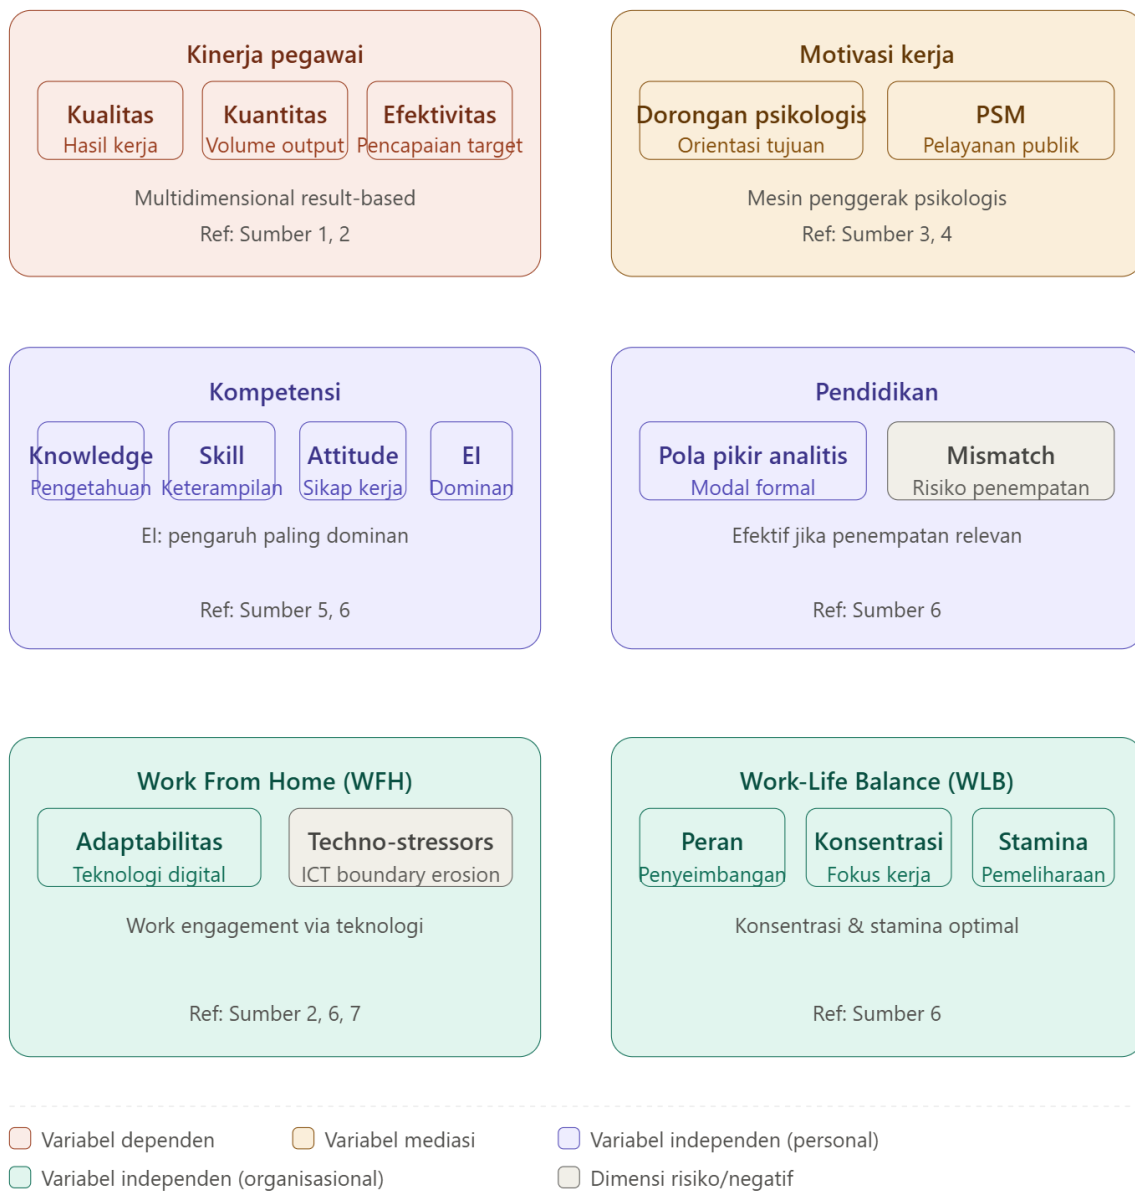 Kinerja pegawai
Kualitas
Hasil kerja
Kuantitas
Volume output
Efektivitas
Pencapaian target
Multidimensional result-based
Ref: Sumber 1, 2
Motivasi kerja
Dorongan psikologis
Orientasi tujuan
PSM
Pelayanan publik
Mesin penggerak psikologis
Ref: Sumber 3, 4
Kompetensi
Knowledge
Pengetahuan
Skill
Keterampilan
Attitude
Sikap kerja
EI
Dominan
EI: pengaruh paling dominan
Ref: Sumber 5, 6
Pendidikan
Pola pikir analitis
Modal formal
Mismatch
Risiko penempatan
Efektif jika penempatan relevan
Ref: Sumber 6
Work From Home (WFH)
Adaptabilitas
Teknologi digital
Techno-stressors
ICT boundary erosion
Work engagement via teknologi
Ref: Sumber 2, 6, 7
Work-Life Balance (WLB)
Peran
Penyeimbangan
Konsentrasi
Fokus kerja
Stamina
Pemeliharaan
Konsentrasi & stamina optimal
Ref: Sumber 6
Variabel dependen
Variabel mediasi
Variabel independen (personal)
Variabel independen (organisasional)
Dimensi risiko/negatif